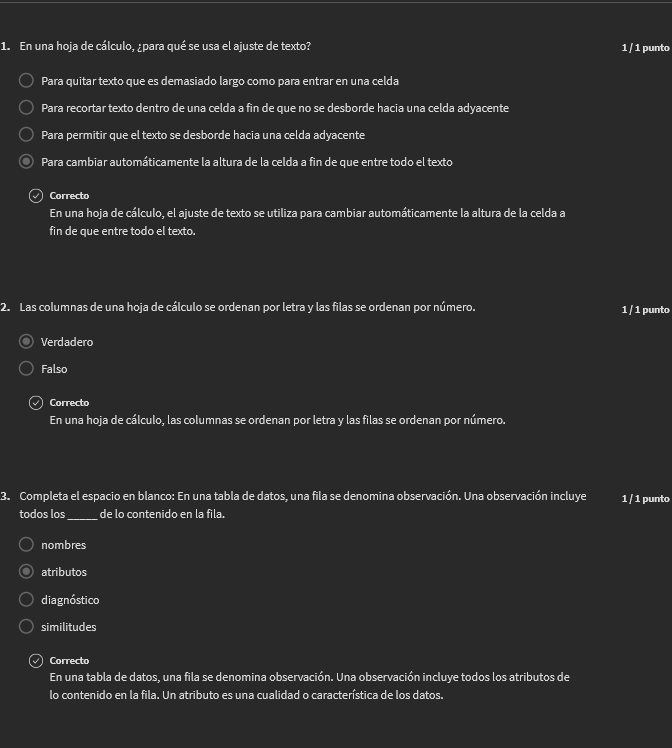 1. En una hoja de cálculo, ¿para qué se usa el ajuste de texto?
1 / 1 punto
Para quitar texto que es demasiado largo como para entrar en una celda
Para recortar texto dentro de una celda a fin de que no se desborde hacia una celda adyacente
Para permitir que el texto se desborde hacia una celda adyacente
Para cambiar automáticamente la altura de la celda a fin de que entre todo el texto
Correcto
En una hoja de cálculo, el ajuste de texto se utiliza para cambiar automáticamente la altura de la celda a
fin de que entre todo el texto.
2. Las columnas de una hoja de cálculo se ordenan por letra y las filas se ordenan por número.
1 / 1 punto
Verdadero
Falso
Correcto
En una hoja de cálculo, las columnas se ordenan por letra y las filas se ordenan por número.
3. Completa el espacio en blanco: En una tabla de datos, una fila se denomina observación. Una observación incluye
1 / 1 punto
todos los _____ de lo contenido en la fila.
nombres
atributos
diagnóstico
similitudes
Correcto
En una tabla de datos, una fila se denomina observación. Una observación incluye todos los atributos de
lo contenido en la fila. Un atributo es una cualidad o característica de los datos.